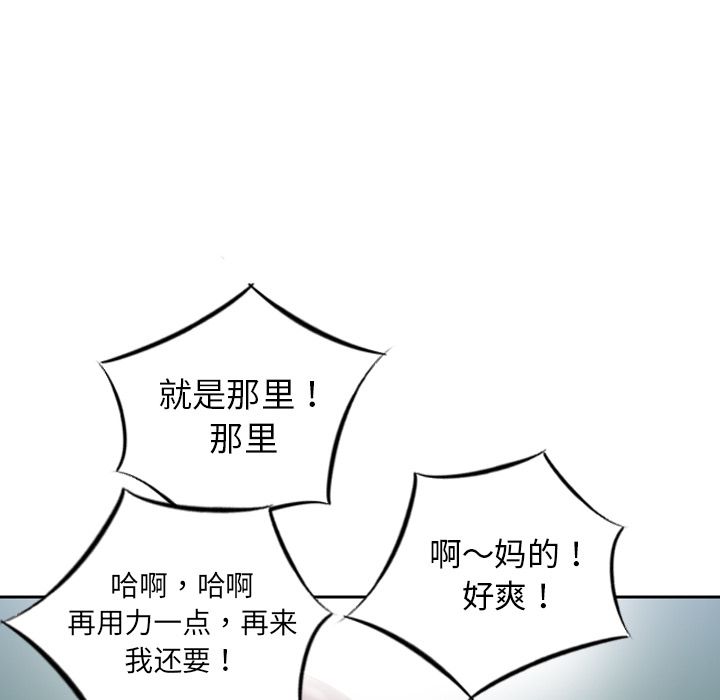 就是那里！
那里
啊～妈的！
好爽！
哈啊，哈啊
再用力一点，再来
我还要！